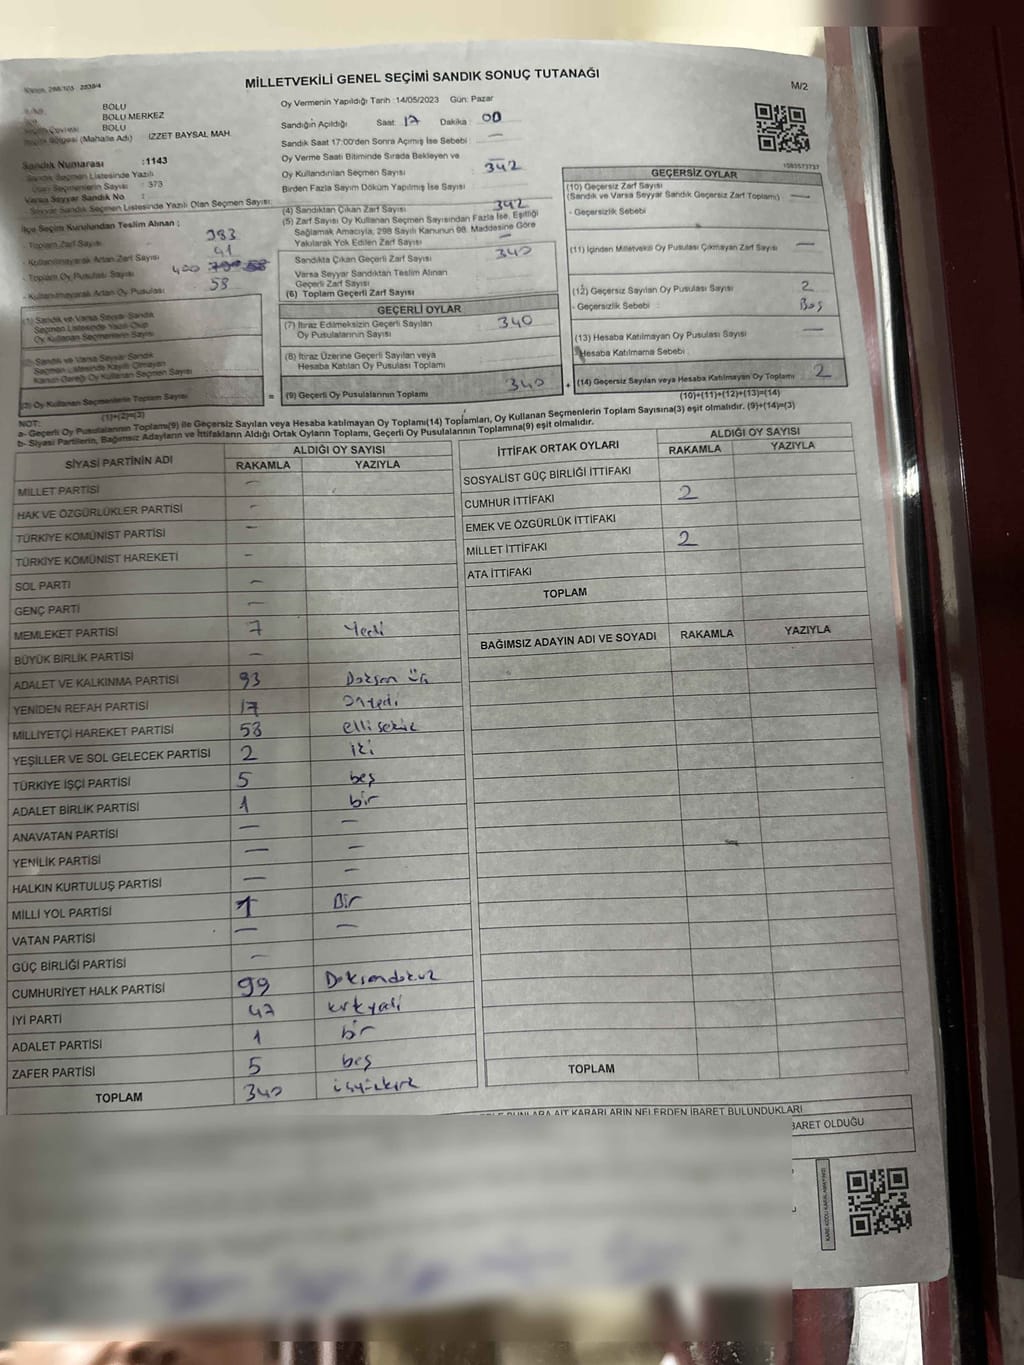 MİLLETVEKİLİ GENEL SEÇİMİ SANDIK SONUÇ TUTANAĞI
M/2
BOLU
BOLU MERKEZ
BOLU
(Mahalle Adı) İZZET BAYSAL MAH.
Sandık Numarası :1143
Sandık Seçmen Listesinde Yazılı
Olan Seçmenlerin Sayısı : 373
Varsa Seyyar Sandık No :
Seyyar Sandık Seçmen Listesinde Yazılı Olan Seçmen Sayısı:
İlçe Seçim Kurulundan Teslim Alınan ;
- Toplam Zarf Sayısı 383
- Kullanılmayarak Artan Zarf Sayısı 41
- Toplam Oy Pusulası Sayısı 400
- Kullanılmayarak Artan Oy Pusulası 58
Oy Vermenin Yapıldığı Tarih :14/05/2023 Gün: Pazar
Sandığın Açıldığı Saat: 17 Dakika : 00
Sandık Saat 17:00'den Sonra Açılmış İse Sebebi : —
Oy Verme Saati Bitiminde Sırada Bekleyen ve
Oy Kullandırılan Seçmen Sayısı 342
Birden Fazla Sayım Döküm Yapılmış İse Sayısı
(4) Sandıktan Çıkan Zarf Sayısı 342
(5) Zarf Sayısı Oy Kullanan Seçmen Sayısından Fazla İse, Eşitliği
Sağlamak Amacıyla, 298 Sayılı Kanunun 98. Maddesine Göre
Yakılarak Yok Edilen Zarf Sayısı —
Sandıkta Çıkan Geçerli Zarf Sayısı 340
Varsa Seyyar Sandıktan Teslim Alınan
Geçerli Zarf Sayısı
(6) Toplam Geçerli Zarf Sayısı
GEÇERLİ OYLAR
(7) İtiraz Edilmeksizin Geçerli Sayılan
Oy Pusulalarının Sayısı 340
(8) İtiraz Üzerine Geçerli Sayılan veya
Hesaba Katılan Oy Pusulası Toplamı
= (9) Geçerli Oy Pusulalarının Toplamı 340
GEÇERSİZ OYLAR
(10) Geçersiz Zarf Sayısı
(Sandık ve Varsa Seyyar Sandık Geçersiz Zarf Toplamı) —
- Geçersizlik Sebebi
(11) İçinden Milletvekili Oy Pusulası Çıkmayan Zarf Sayısı —
(12) Geçersiz Sayılan Oy Pusulası Sayısı 2
- Geçersizlik Sebebi : Boş
(13) Hesaba Katılmayan Oy Pusulası Sayısı —
Hesaba Katılmama Sebebi :
+ (14) Geçersiz Sayılan veya Hesaba Katılmayan Oy Toplamı 2
(10)+(11)+(12)+(13)=(14)
(1) Sandık ve Varsa Seyyar Sandık
Seçmen Listesinde Yazılı Olup
Oy Kullanan Seçmenlerin Sayısı
(2) Sandık ve Varsa Seyyar Sandık
Seçmen Listesinde Kayıtlı Olmayan
Kanun Gereği Oy Kullanan Seçmen Sayısı
(3) Oy Kullanan Seçmenlerin Toplam Sayısı
(1)+(2)=(3)
NOT:
a- Geçerli Oy Pusulalarının Toplamı(9) ile Geçersiz Sayılan veya Hesaba katılmayan Oy Toplamı(14) Toplamları, Oy Kullanan Seçmenlerin Toplam Sayısına(3) eşit olmalıdır. (9)+(14)=(3)
b- Siyasi Partilerin, Bağımsız Adayların ve İttifakların Aldığı Ortak Oyların Toplamı, Geçerli Oy Pusulalarının Toplamına(9) eşit olmalıdır.
SİYASİ PARTİNİN ADI ALDIĞI OY SAYISI
RAKAMLA YAZIYLA
MİLLET PARTİSİ —
HAK VE ÖZGÜRLÜKLER PARTİSİ -
TÜRKİYE KOMÜNİST PARTİSİ —
TÜRKİYE KOMÜNİST HAREKETİ -
SOL PARTİ —
GENÇ PARTİ —
MEMLEKET PARTİSİ 7 Yedi
BÜYÜK BİRLİK PARTİSİ —
ADALET VE KALKINMA PARTİSİ 93 Doksan üç
YENİDEN REFAH PARTİSİ 17 Onyedi
MİLLİYETÇİ HAREKET PARTİSİ 58 elli sekiz
YEŞİLLER VE SOL GELECEK PARTİSİ 2 iki
TÜRKİYE İŞÇİ PARTİSİ 5 beş
ADALET BİRLİK PARTİSİ 1 bir
ANAVATAN PARTİSİ — —
YENİLİK PARTİSİ — —
HALKIN KURTULUŞ PARTİSİ — —
MİLLİ YOL PARTİSİ 1 Bir
VATAN PARTİSİ — —
GÜÇ BİRLİĞİ PARTİSİ —
CUMHURİYET HALK PARTİSİ 99 Doksandokuz
İYİ PARTİ 47 kırkyedi
ADALET PARTİSİ 1 bir
ZAFER PARTİSİ 5 beş
TOPLAM 340
İTTİFAK ORTAK OYLARI ALDIĞI OY SAYISI
RAKAMLA YAZIYLA
SOSYALİST GÜÇ BİRLİĞİ İTTİFAKI
CUMHUR İTTİFAKI 2
EMEK VE ÖZGÜRLÜK İTTİFAKI
MİLLET İTTİFAKI 2
ATA İTTİFAKI
TOPLAM
BAĞIMSIZ ADAYIN ADI VE SOYADI RAKAMLA YAZIYLA
TOPLAM
BUNLARA AİT KARARLARIN NELERDEN İBARET BULUNDUKLARI
BARET OLDUĞU